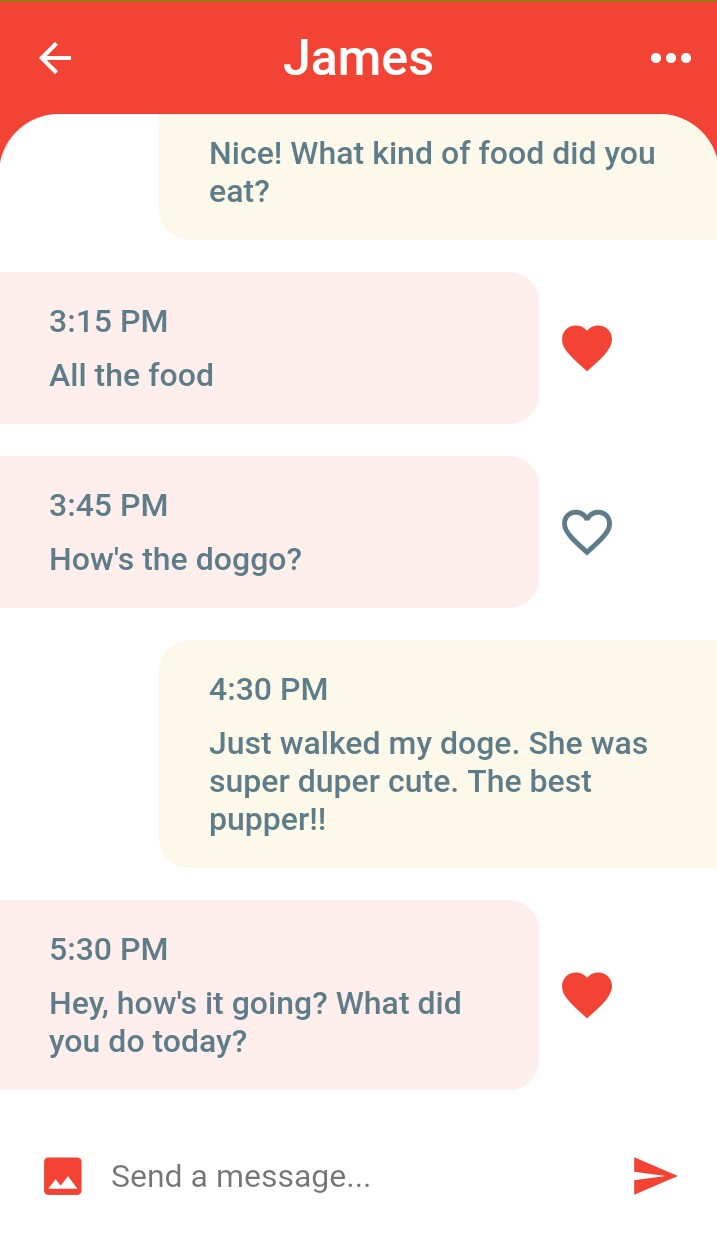 James
Nice! What kind of food did you
eat?
3:15 PM
All the food
3:45 PM
How's the doggo?
4:30 PM
Just walked my doge. She was
super duper cute. The best
pupper!!
5:30 PM
Hey, how's it going? What did
you do today?
Send a message...